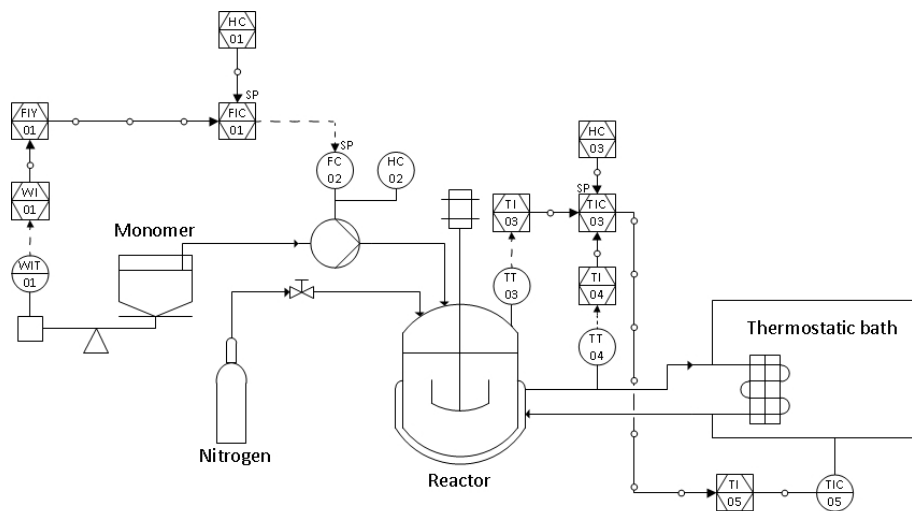 HC
01
SP
FIY
01
FIC
01
SP
FC
02
HC
02
HC
03
WI
01
SP
TI
03
TIC
03
Monomer
WIT
01
TT
03
TI
04
TT
04
Thermostatic bath
Nitrogen
Reactor
TI
05
TIC
05